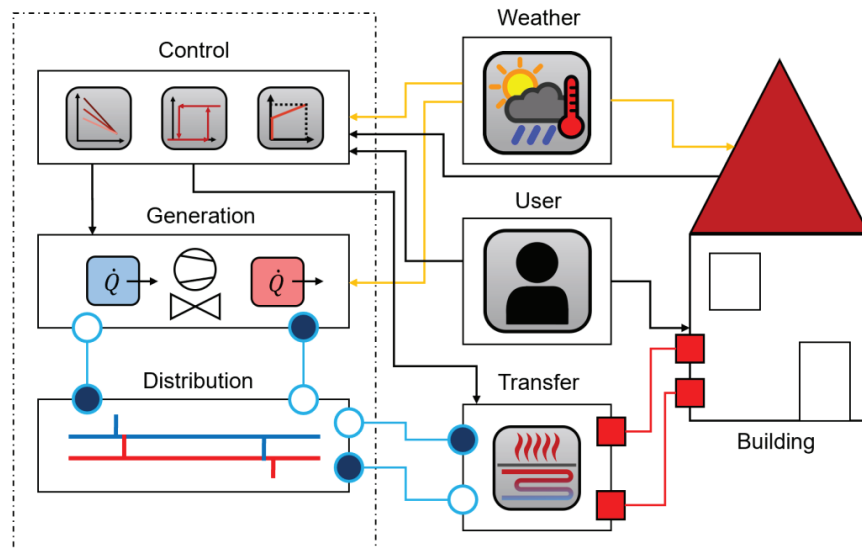 Weather
Control
User
Generation
Q̇
Q̇
Distribution
Transfer
Building